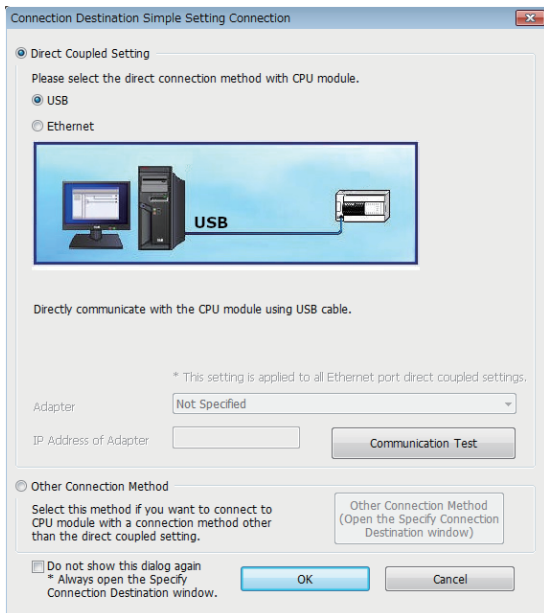 Connection Destination Simple Setting Connection
Direct Coupled Setting
Please select the direct connection method with CPU module.
USB
Ethernet
USB
Directly communicate with the CPU module using USB cable.
* This setting is applied to all Ethernet port direct coupled settings.
Adapter
Not Specified
IP Address of Adapter
Communication Test
Other Connection Method
Select this method if you want to connect to
CPU module with a connection method other
than the direct coupled setting.
Other Connection Method
(Open the Specify Connection
Destination window)
Do not show this dialog again
* Always open the Specify
Connection Destination window.
OK
Cancel